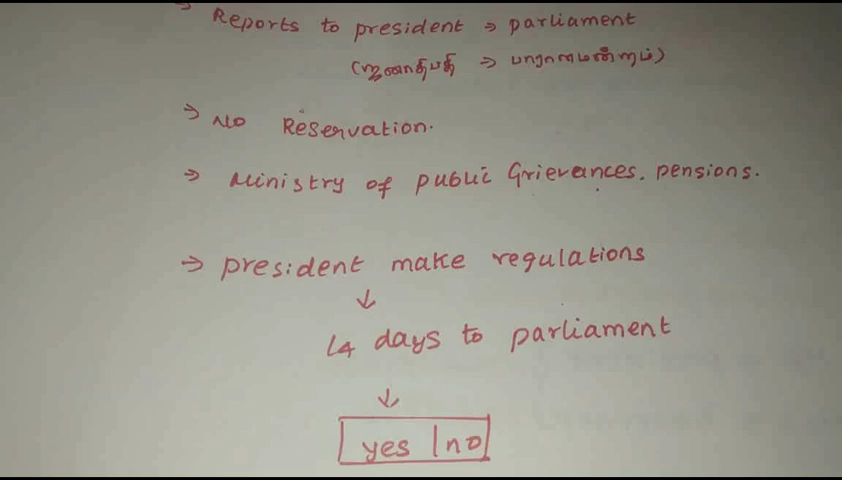 → Reports to president → parliament
(ஜனாதிபதி → பாராளுமன்றம்)
→ No Reservation.
→ Ministry of public Grievances. pensions.
→ president make regulations
↓
14 days to parliament
↓
yes | no